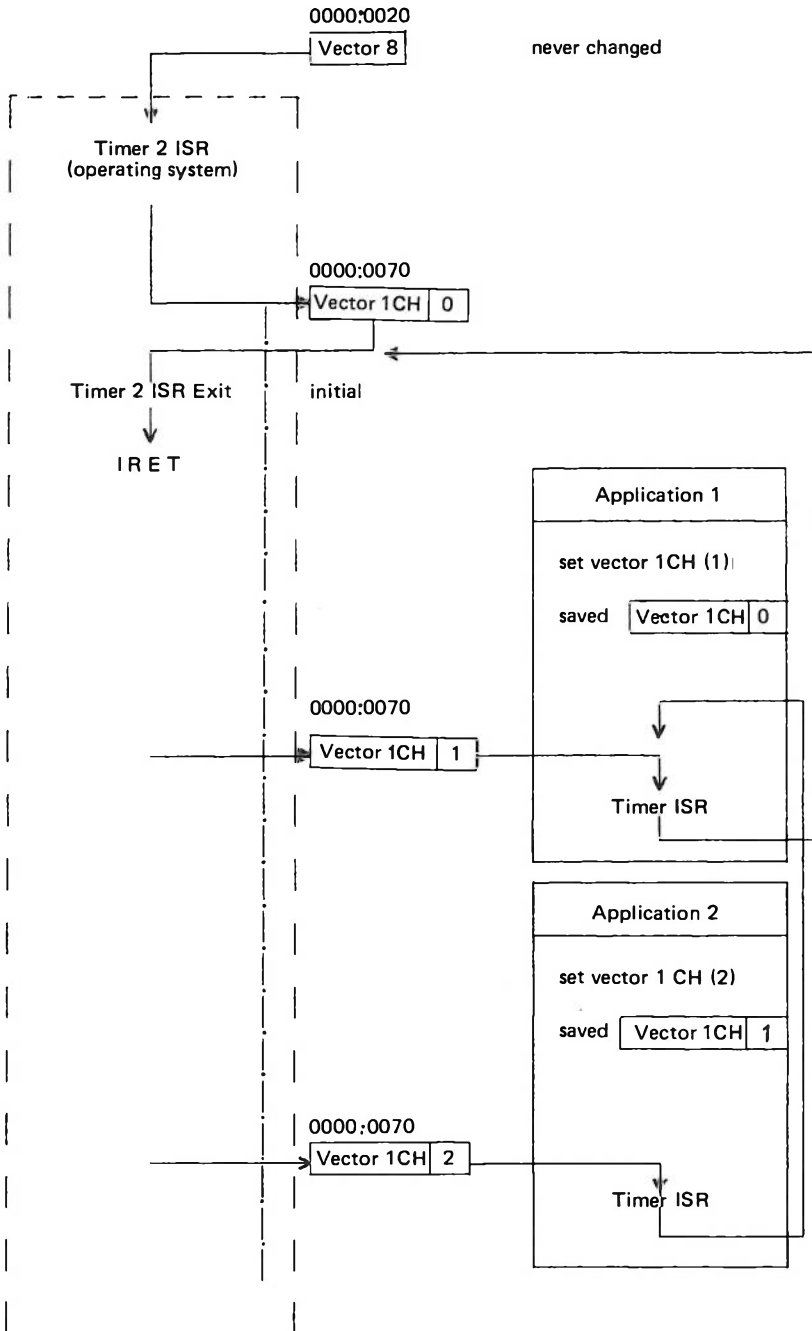 0000:0020
Vector 8
never changed
Timer 2 ISR
(operating system)
0000:0070
Vector 1CH 0
Timer 2 ISR Exit
initial
IRET
Application 1
set vector 1CH (1)
saved Vector 1CH 0
0000:0070
Vector 1CH 1
Timer ISR
Application 2
set vector 1 CH (2)
saved Vector 1CH 1
0000:0070
Vector 1CH 2
Timer ISR